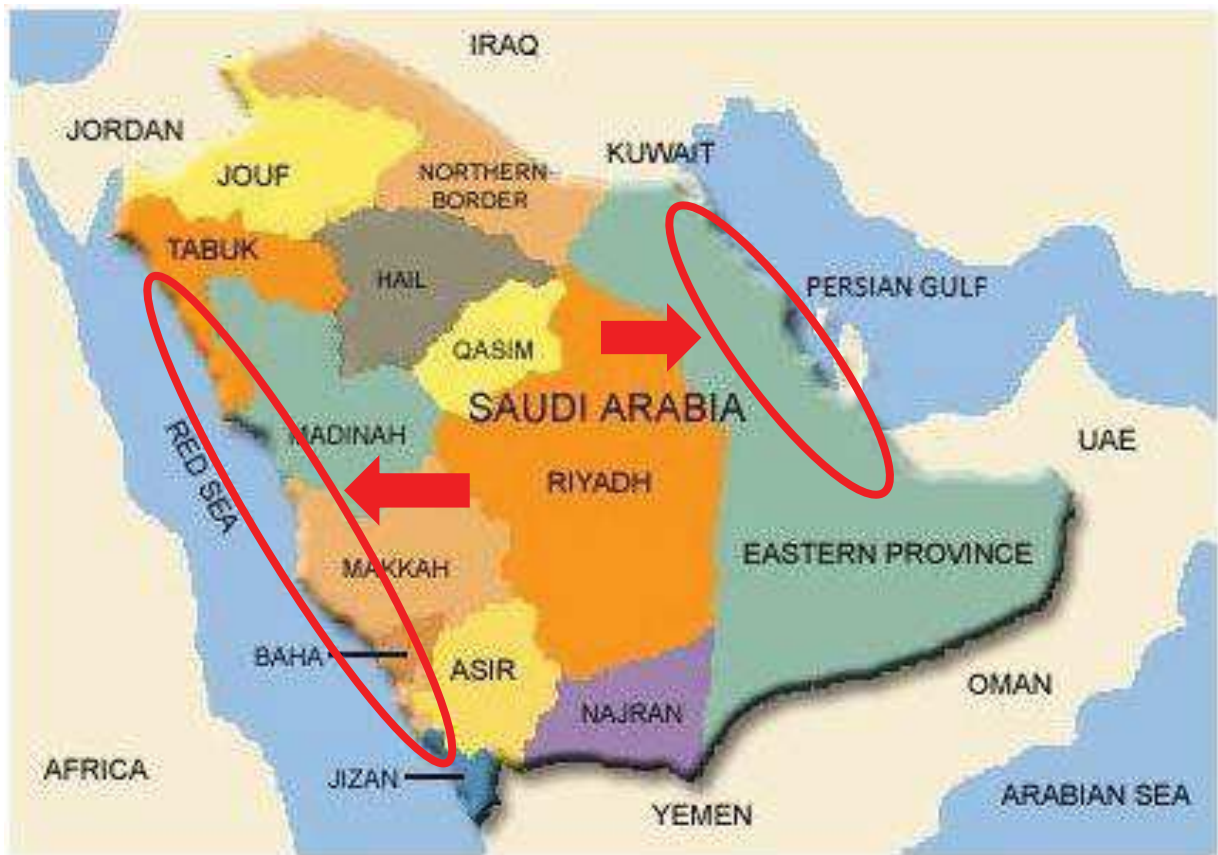 IRAQ
JORDAN
KUWAIT
JOUF
NORTHERN-
BORDER
TABUK
HAIL
PERSIAN GULF
QASIM
SAUDI ARABIA
MADINAH
UAE
RED SEA
RIYADH
EASTERN PROVINCE
MAKKAH
BAHA
ASIR
OMAN
NAJRAN
AFRICA
JIZAN
ARABIAN SEA
YEMEN